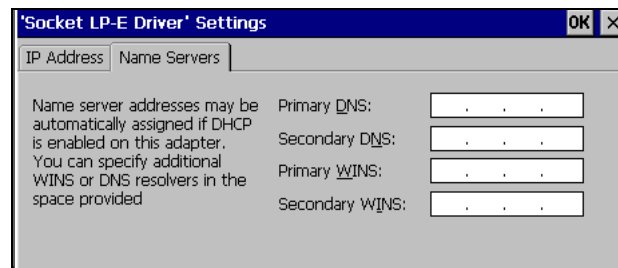 'Socket LP-E Driver' Settings OK ×
IP Address Name Servers
Name server addresses may be
automatically assigned if DHCP
is enabled on this adapter.
You can specify additional
WINS or DNS resolvers in the
space provided
Primary DNS: . . .
Secondary DNS: . . .
Primary WINS: . . .
Secondary WINS: . . .